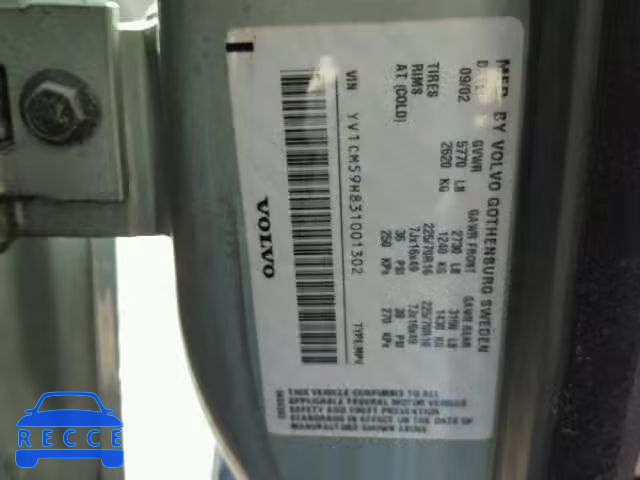 MFD. BY VOLVO GOTHENBURG SWEDEN
DATE GVWR GAWR FRONT GAWR REAR
09/02 5770 LB 2730 LB 3190 LB
2620 KG 1240 KG 1430 KG
TIRES 225/70R16 225/70R16
RIMS 7Jx16x49 7Jx16x49
AT (COLD) 36 PSI 39 PSI
250 KPa 270 KPa
VIN YV1CM59H831001302 TYPE:MPV
VOLVO
THIS VEHICLE CONFORMS TO ALL
APPLICABLE FEDERAL MOTOR VEHICLE
SAFETY AND THEFT PREVENTION
STANDARDS IN EFFECT ON THE DATE OF
MANUFACTURE SHOWN ABOVE
RECCE